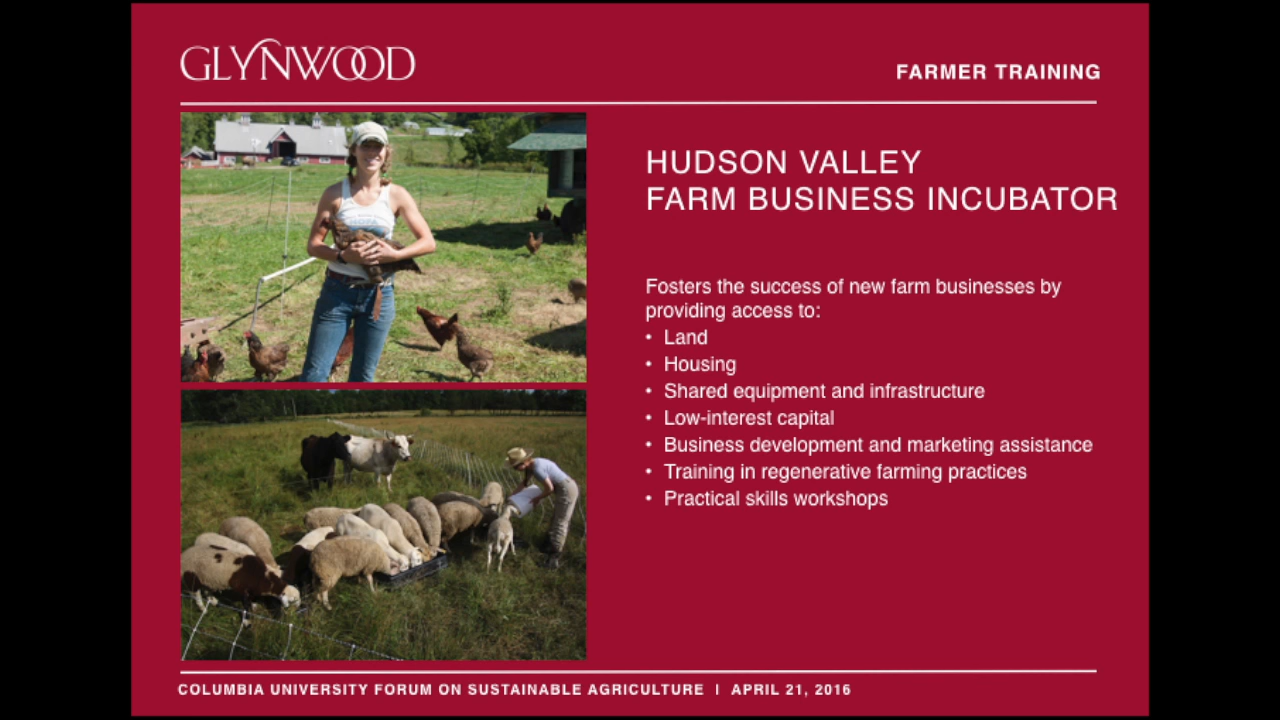 GLYNWOOD
FARMER TRAINING
HUDSON VALLEY
FARM BUSINESS INCUBATOR
Fosters the success of new farm businesses by
providing access to:
• Land
• Housing
• Shared equipment and infrastructure
• Low-interest capital
• Business development and marketing assistance
• Training in regenerative farming practices
• Practical skills workshops
COLUMBIA UNIVERSITY FORUM ON SUSTAINABLE AGRICULTURE | APRIL 21, 2016